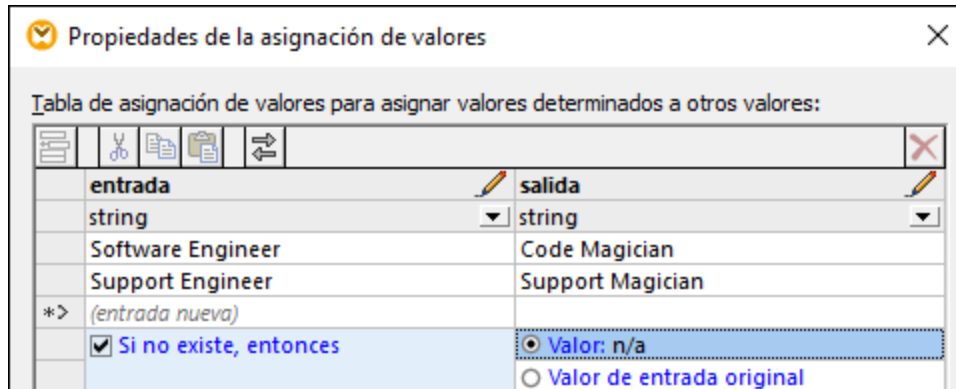 Propiedades de la asignación de valores
Tabla de asignación de valores para asignar valores determinados a otros valores:
entrada salida
string string
Software Engineer Code Magician
Support Engineer Support Magician
*> (entrada nueva)
Si no existe, entonces Valor: n/a
Valor de entrada original